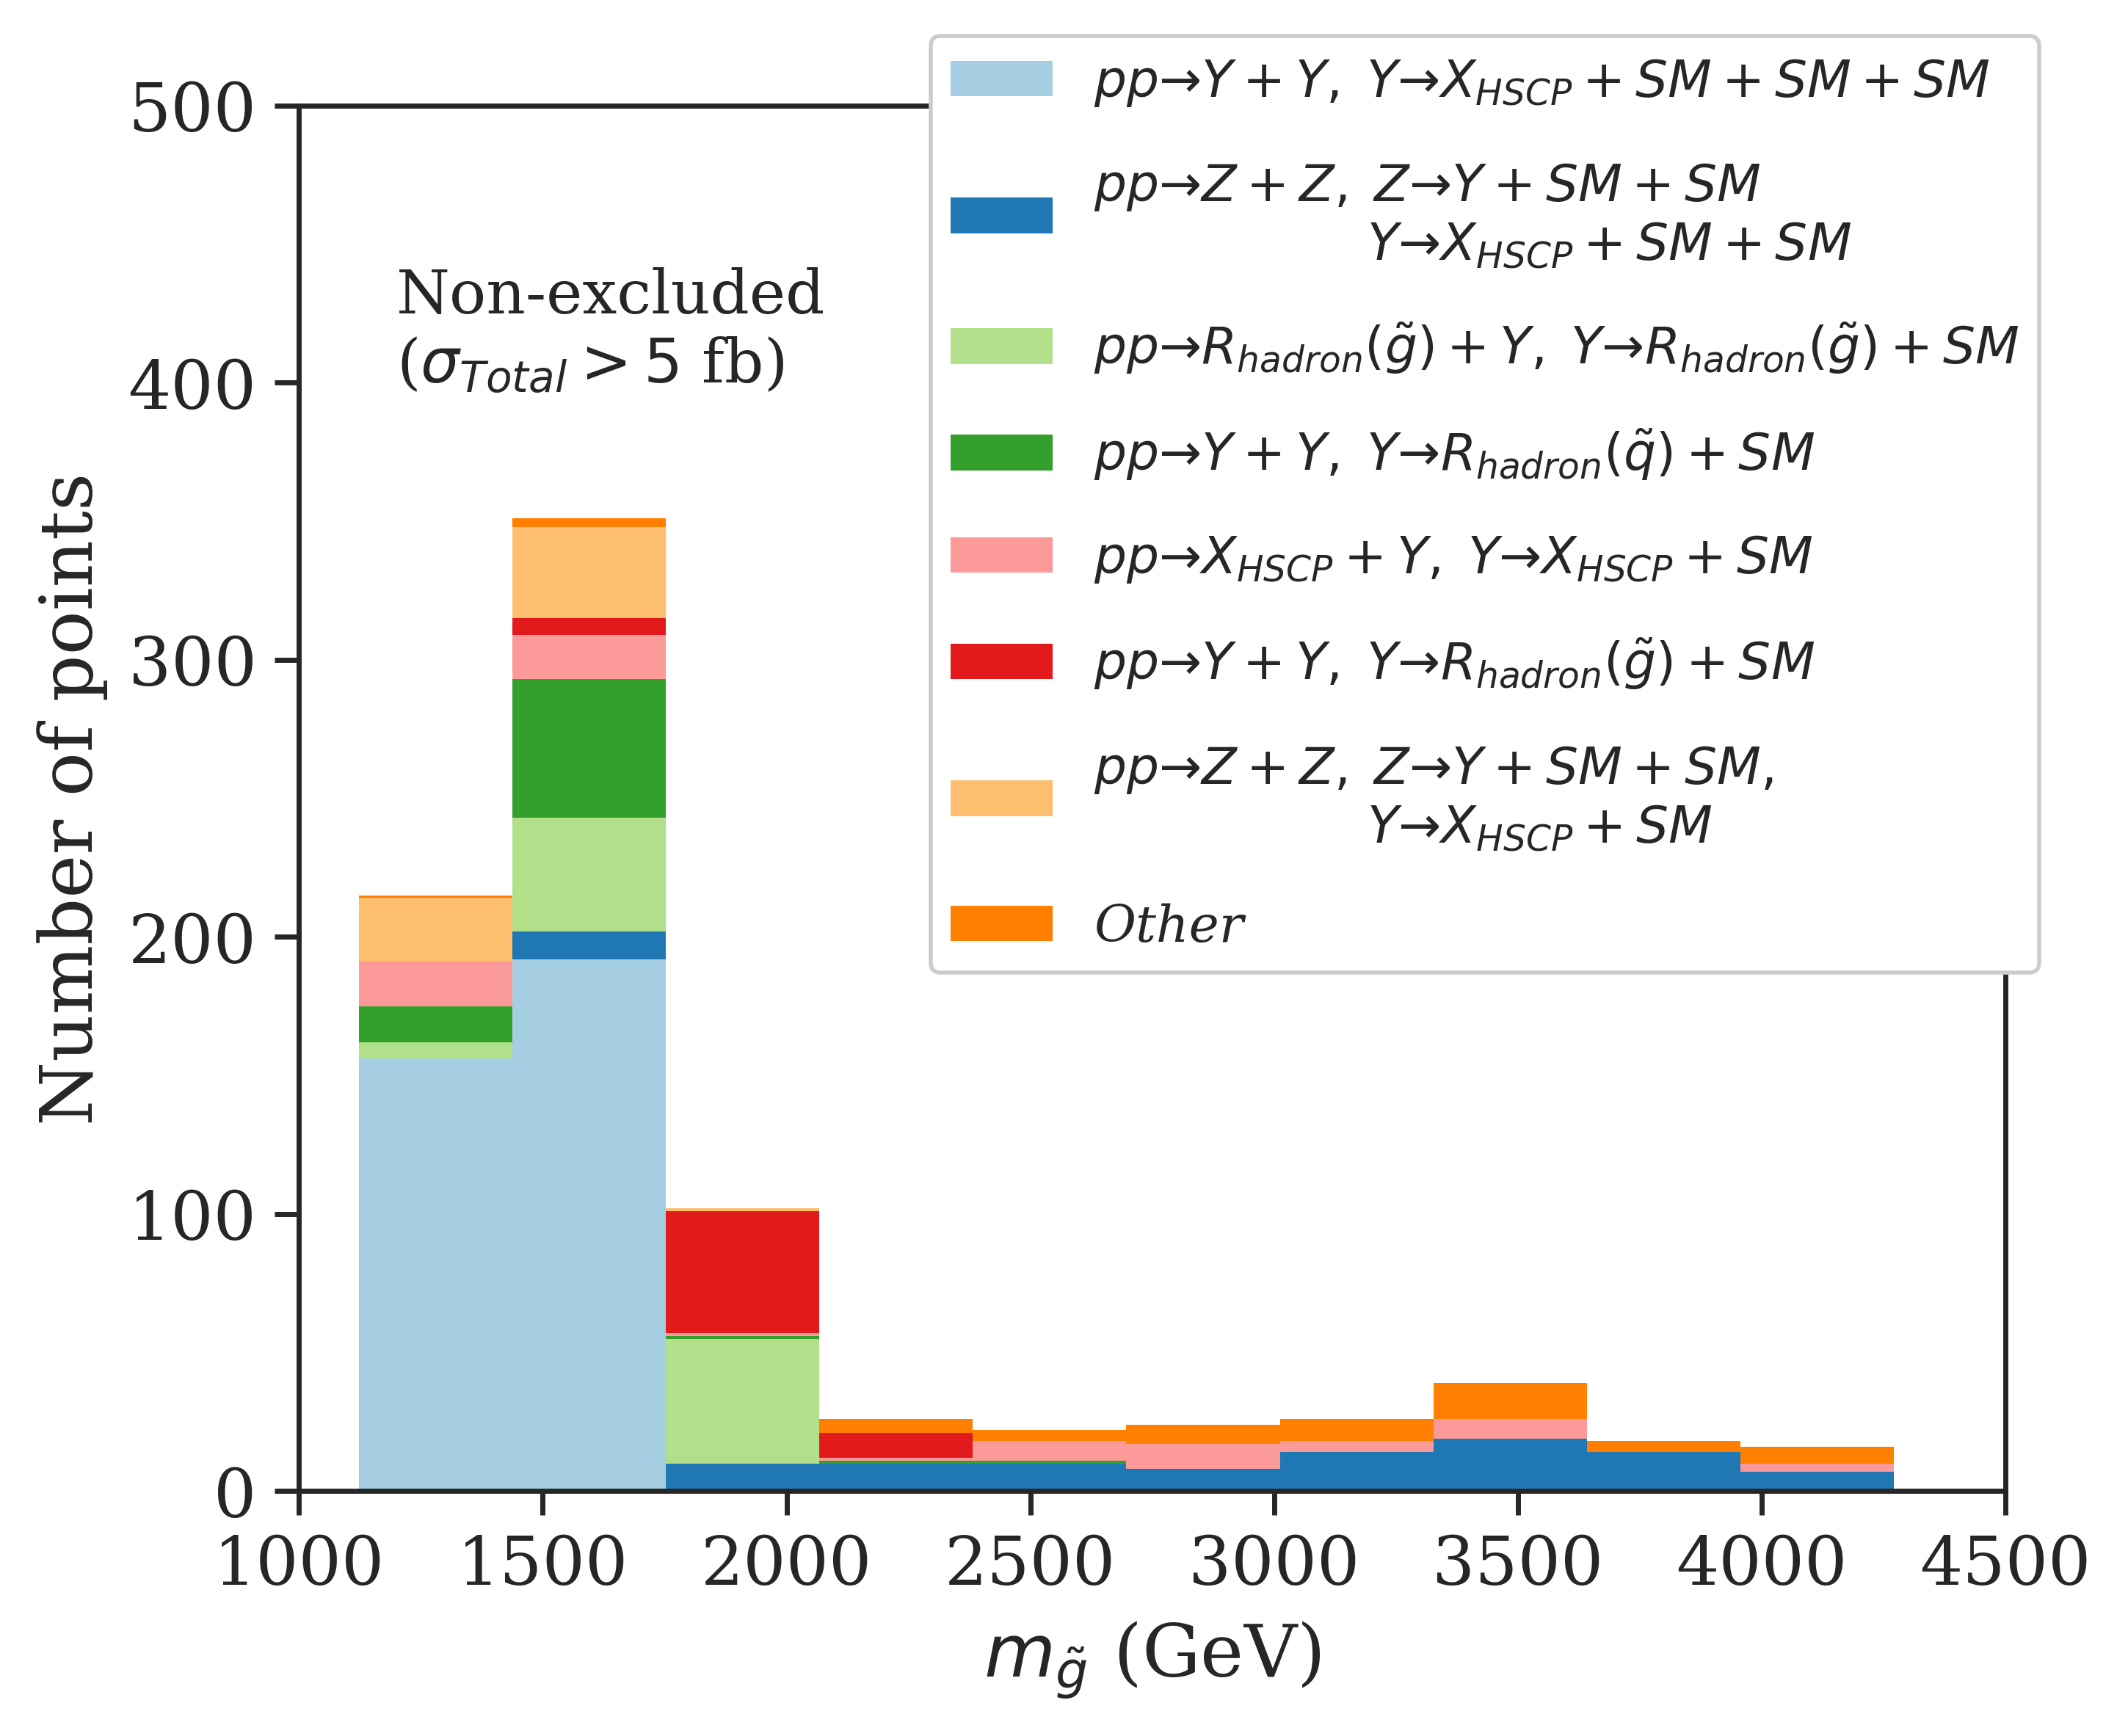 500
400
300
200
100
0
Number of points
Non-excluded
(σ_Total > 5 fb)
pp→Y + Y, Y→X_HSCP + SM + SM + SM
pp→Z + Z, Z→Y + SM + SM
Y→X_HSCP + SM + SM
pp→R_hadron(g̃) + Y, Y→R_hadron(g̃) + SM
pp→Y + Y, Y→R_hadron(q̃) + SM
pp→X_HSCP + Y, Y→X_HSCP + SM
pp→Y + Y, Y→R_hadron(g̃) + SM
pp→Z + Z, Z→Y + SM + SM,
Y→X_HSCP + SM
Other
1000 1500 2000 2500 3000 3500 4000 4500
m_g̃ (GeV)